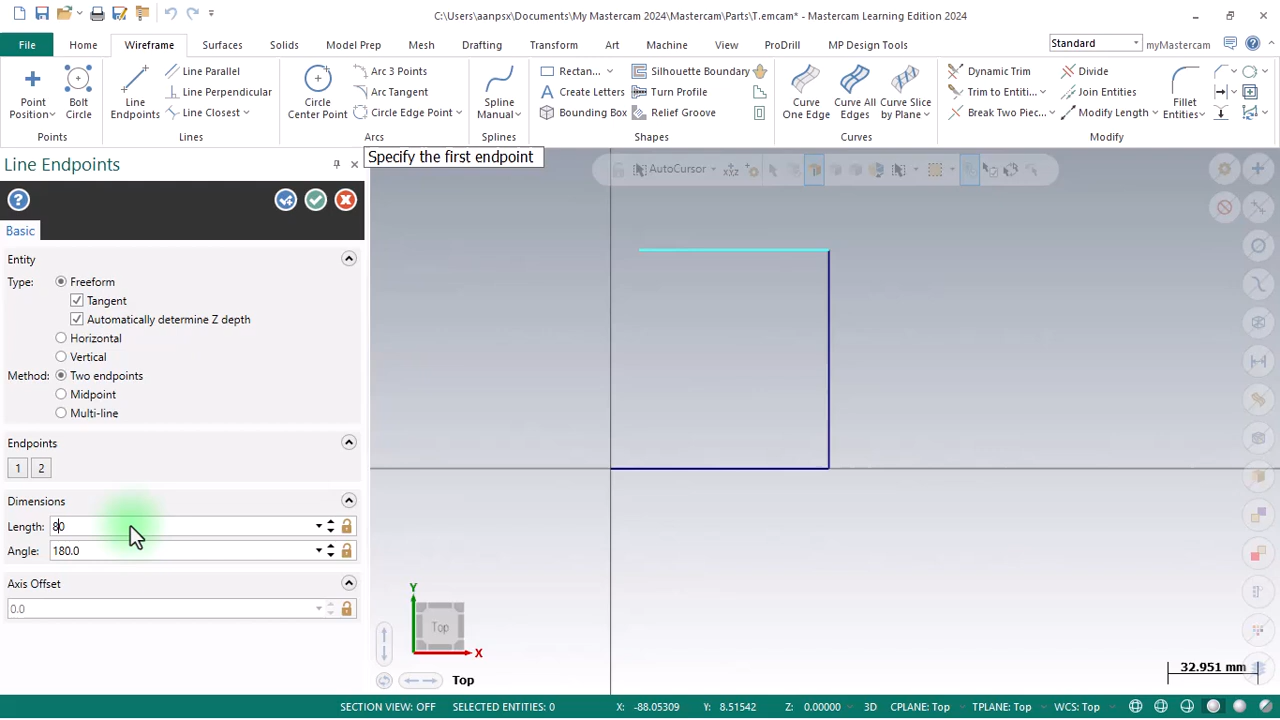 C:\Users\aanpsx\Documents\My Mastercam 2024\Mastercam\Parts\T.emcam* - Mastercam Learning Edition 2024
File Home Wireframe Surfaces Solids Model Prep Mesh Drafting Transform Art Machine View ProDrill MP Design Tools Standard myMastercam
Point Position
Bolt Circle
Points
Line Endpoints
Line Parallel
Line Perpendicular
Line Closest
Lines
Circle Center Point
Arc 3 Points
Arc Tangent
Circle Edge Point
Arcs
Spline Manual
Splines
Rectan...
Create Letters
Bounding Box
Silhouette Boundary
Turn Profile
Relief Groove
Shapes
Curve One Edge
Curve All Edges
Curve Slice by Plane
Curves
Dynamic Trim
Trim to Entities...
Break Two Piec...
Divide
Join Entities
Modify Length
Fillet Entities
Modify
Line Endpoints
Specify the first endpoint
AutoCursor
Basic
Entity
Type: Freeform
Tangent
Automatically determine Z depth
Horizontal
Vertical
Method: Two endpoints
Midpoint
Multi-line
Endpoints
1 2
Dimensions
Length: 80
Angle: 180.0
Axis Offset
0.0
Y
Top
X
Top
32.951 mm
SECTION VIEW: OFF SELECTED ENTITIES: 0 X: -88.05309 Y: 8.51542 Z: 0.00000 3D CPLANE: Top TPLANE: Top WCS: Top